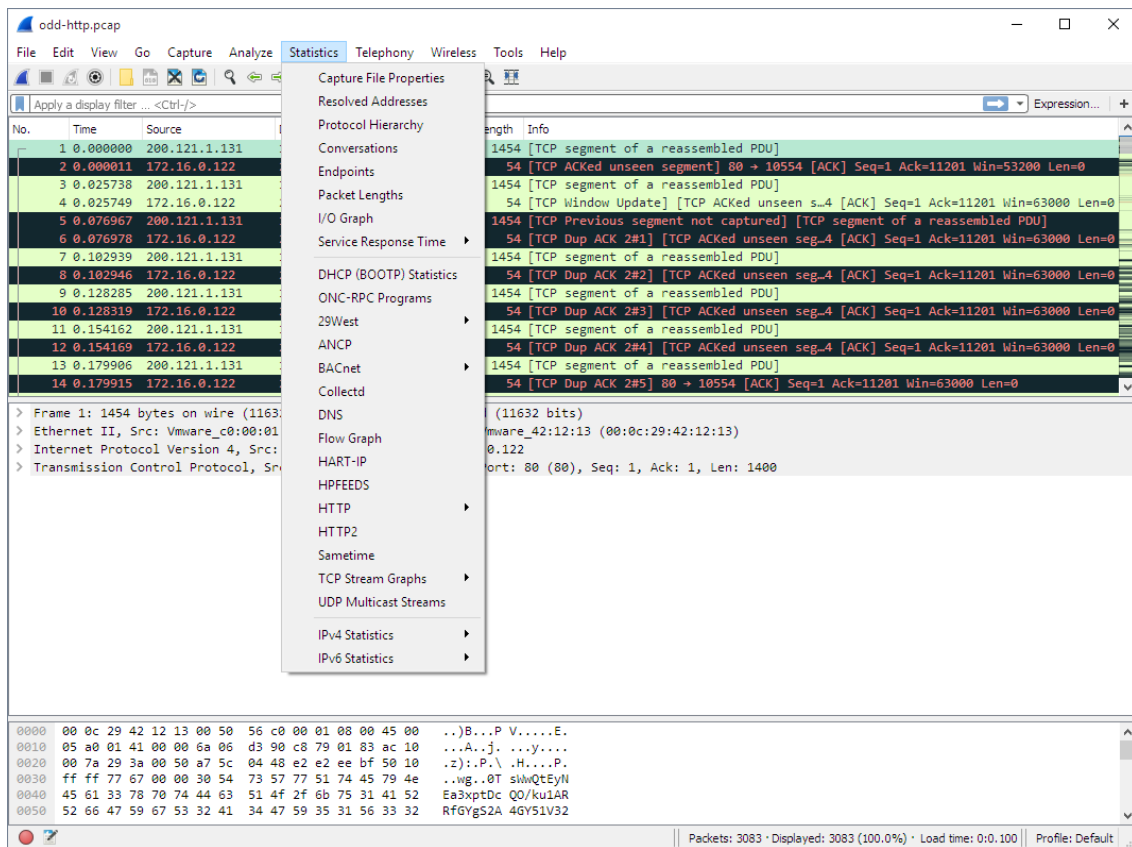 odd-http.pcap
File Edit View Go Capture Analyze Statistics Telephony Wireless Tools Help
Apply a display filter ... <Ctrl-/>
Expression... +
No. Time Source ength Info
1 0.000000 200.121.1.131 1454 [TCP segment of a reassembled PDU]
2 0.000011 172.16.0.122 54 [TCP ACKed unseen segment] 80 → 10554 [ACK] Seq=1 Ack=11201 Win=53200 Len=0
3 0.025738 200.121.1.131 1454 [TCP segment of a reassembled PDU]
4 0.025749 172.16.0.122 54 [TCP Window Update] [TCP ACKed unseen s…4 [ACK] Seq=1 Ack=11201 Win=63000 Len=0
5 0.076967 200.121.1.131 1454 [TCP Previous segment not captured] [TCP segment of a reassembled PDU]
6 0.076978 172.16.0.122 54 [TCP Dup ACK 2#1] [TCP ACKed unseen seg…4 [ACK] Seq=1 Ack=11201 Win=63000 Len=0
7 0.102939 200.121.1.131 1454 [TCP segment of a reassembled PDU]
8 0.102946 172.16.0.122 54 [TCP Dup ACK 2#2] [TCP ACKed unseen seg…4 [ACK] Seq=1 Ack=11201 Win=63000 Len=0
9 0.128285 200.121.1.131 1454 [TCP segment of a reassembled PDU]
10 0.128319 172.16.0.122 54 [TCP Dup ACK 2#3] [TCP ACKed unseen seg…4 [ACK] Seq=1 Ack=11201 Win=63000 Len=0
11 0.154162 200.121.1.131 1454 [TCP segment of a reassembled PDU]
12 0.154169 172.16.0.122 54 [TCP Dup ACK 2#4] [TCP ACKed unseen seg…4 [ACK] Seq=1 Ack=11201 Win=63000 Len=0
13 0.179906 200.121.1.131 1454 [TCP segment of a reassembled PDU]
14 0.179915 172.16.0.122 54 [TCP Dup ACK 2#5] 80 → 10554 [ACK] Seq=1 Ack=11201 Win=63000 Len=0
Capture File Properties
Resolved Addresses
Protocol Hierarchy
Conversations
Endpoints
Packet Lengths
I/O Graph
Service Response Time
DHCP (BOOTP) Statistics
ONC-RPC Programs
29West
ANCP
BACnet
Collectd
DNS
Flow Graph
HART-IP
HPFEEDS
HTTP
HTTP2
Sametime
TCP Stream Graphs
UDP Multicast Streams
IPv4 Statistics
IPv6 Statistics
> Frame 1: 1454 bytes on wire (1163 (11632 bits)
> Ethernet II, Src: Vmware_c0:00:01 mware_42:12:13 (00:0c:29:42:12:13)
> Internet Protocol Version 4, Src: 0.122
> Transmission Control Protocol, Sr ort: 80 (80), Seq: 1, Ack: 1, Len: 1400
0000 00 0c 29 42 12 13 00 50 56 c0 00 01 08 00 45 00 ..)B...P V.....E.
0010 05 a0 01 41 00 00 6a 06 d3 90 c8 79 01 83 ac 10 ...A..j. ...y....
0020 00 7a 29 3a 00 50 a7 5c 04 48 e2 e2 ee bf 50 10 .z):.P.\ .H....P.
0030 ff ff 77 67 00 00 30 54 73 57 77 51 74 45 79 4e ..wg..0T sWwQtEyN
0040 45 61 33 78 70 74 44 63 51 4f 2f 6b 75 31 41 52 Ea3xptDc QO/ku1AR
0050 52 66 47 59 67 53 32 41 34 47 59 35 31 56 33 32 RfGYgS2A 4GY51V32
Packets: 3083 · Displayed: 3083 (100.0%) · Load time: 0:0.100 Profile: Default